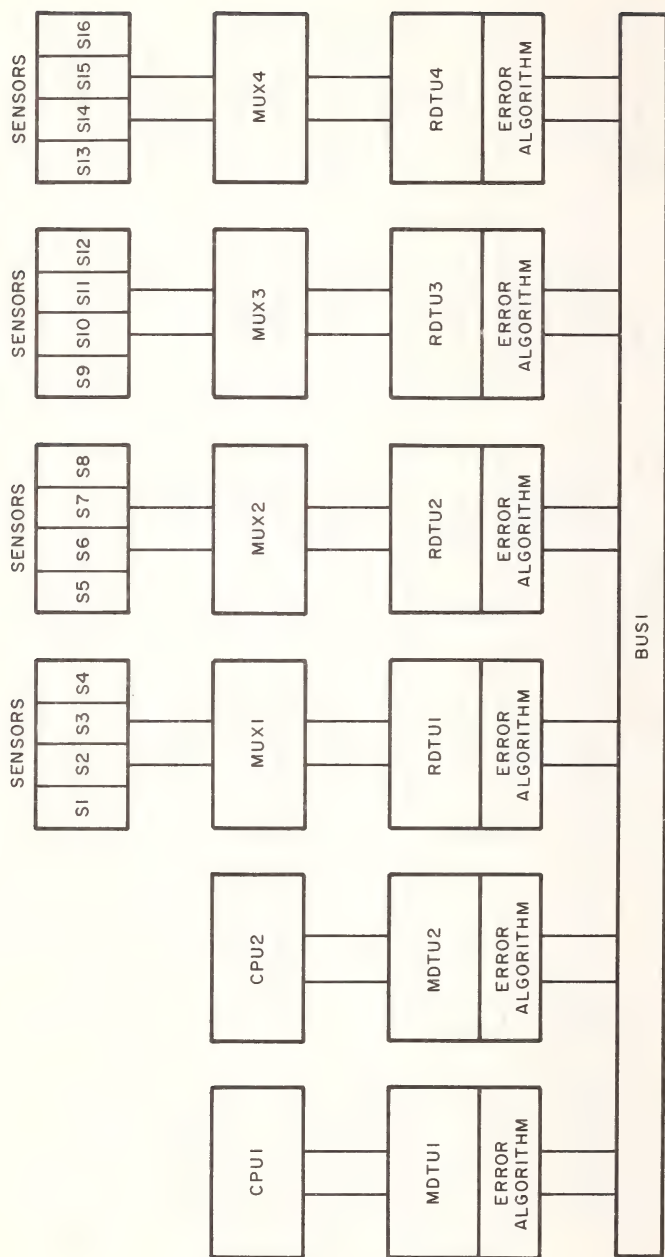 SENSORS SENSORS SENSORS SENSORS
S1 S2 S3 S4 S5 S6 S7 S8 S9 S10 S11 S12 S13 S14 S15 S16
CPU1 CPU2 MUX1 MUX2 MUX3 MUX4
MDTU1 MDTU2 RDTU1 RDTU2 RDTU3 RDTU4
ERROR ERROR ERROR ERROR ERROR ERROR
ALGORITHM ALGORITHM ALGORITHM ALGORITHM ALGORITHM ALGORITHM
BUS1